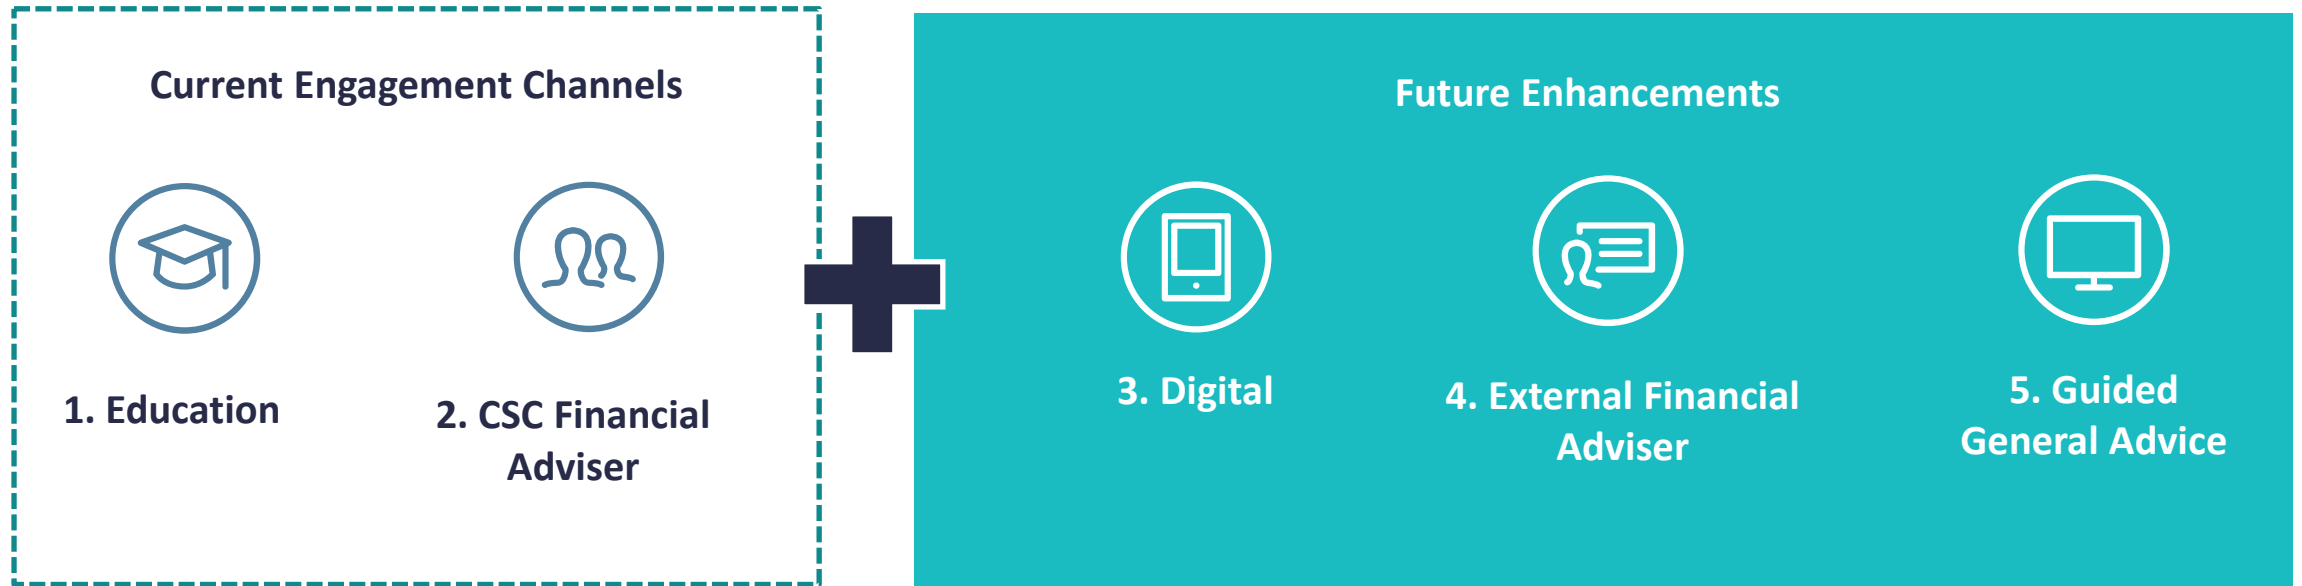 Current Engagement Channels
1. Education
2. CSC Financial
Adviser
Future Enhancements
3. Digital
4. External Financial
Adviser
5. Guided
General Advice